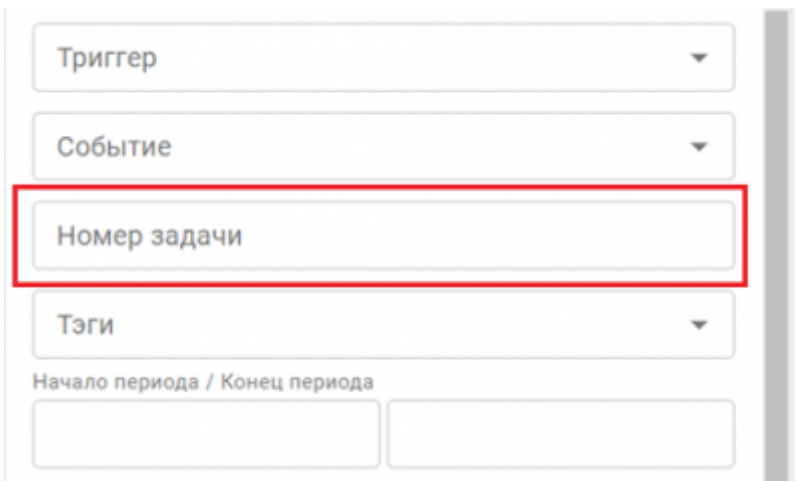 Триггер
Событие
Номер задачи
Тэги
Начало периода / Конец периода